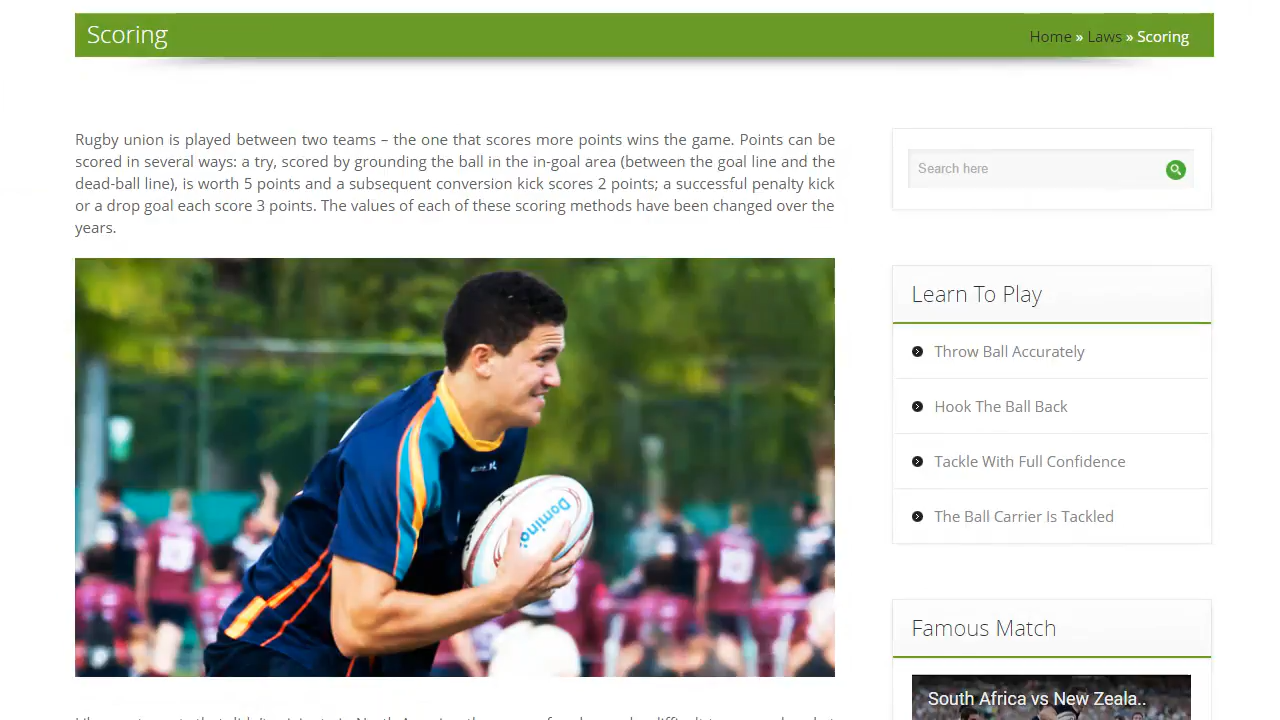 Scoring
Home » Laws » Scoring
Rugby union is played between two teams – the one that scores more points wins the game. Points can be
scored in several ways: a try, scored by grounding the ball in the in-goal area (between the goal line and the
dead-ball line), is worth 5 points and a subsequent conversion kick scores 2 points; a successful penalty kick
or a drop goal each score 3 points. The values of each of these scoring methods have been changed over the
years.
Domino
Search here
Learn To Play
Throw Ball Accurately
Hook The Ball Back
Tackle With Full Confidence
The Ball Carrier Is Tackled
Famous Match
South Africa vs New Zeala..